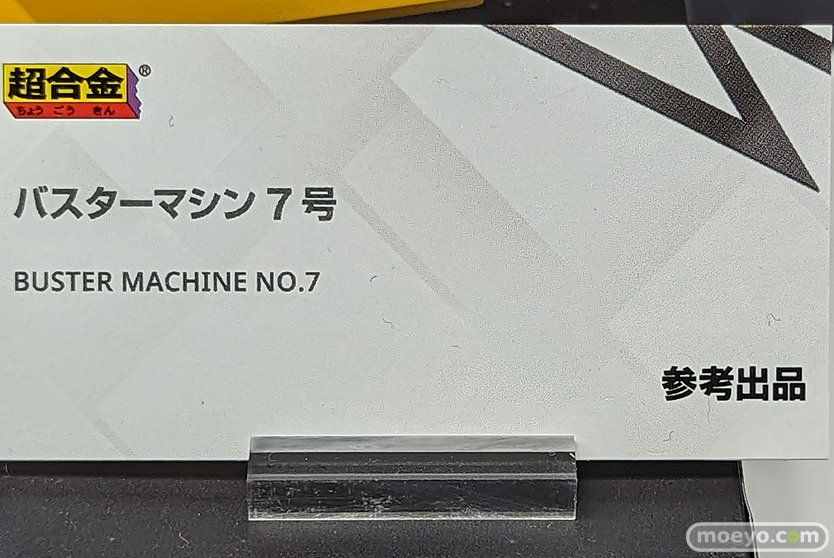 超合金®
ちょう ごう きん
バスターマシン7号
BUSTER MACHINE NO.7
参考出品
moeyo.com